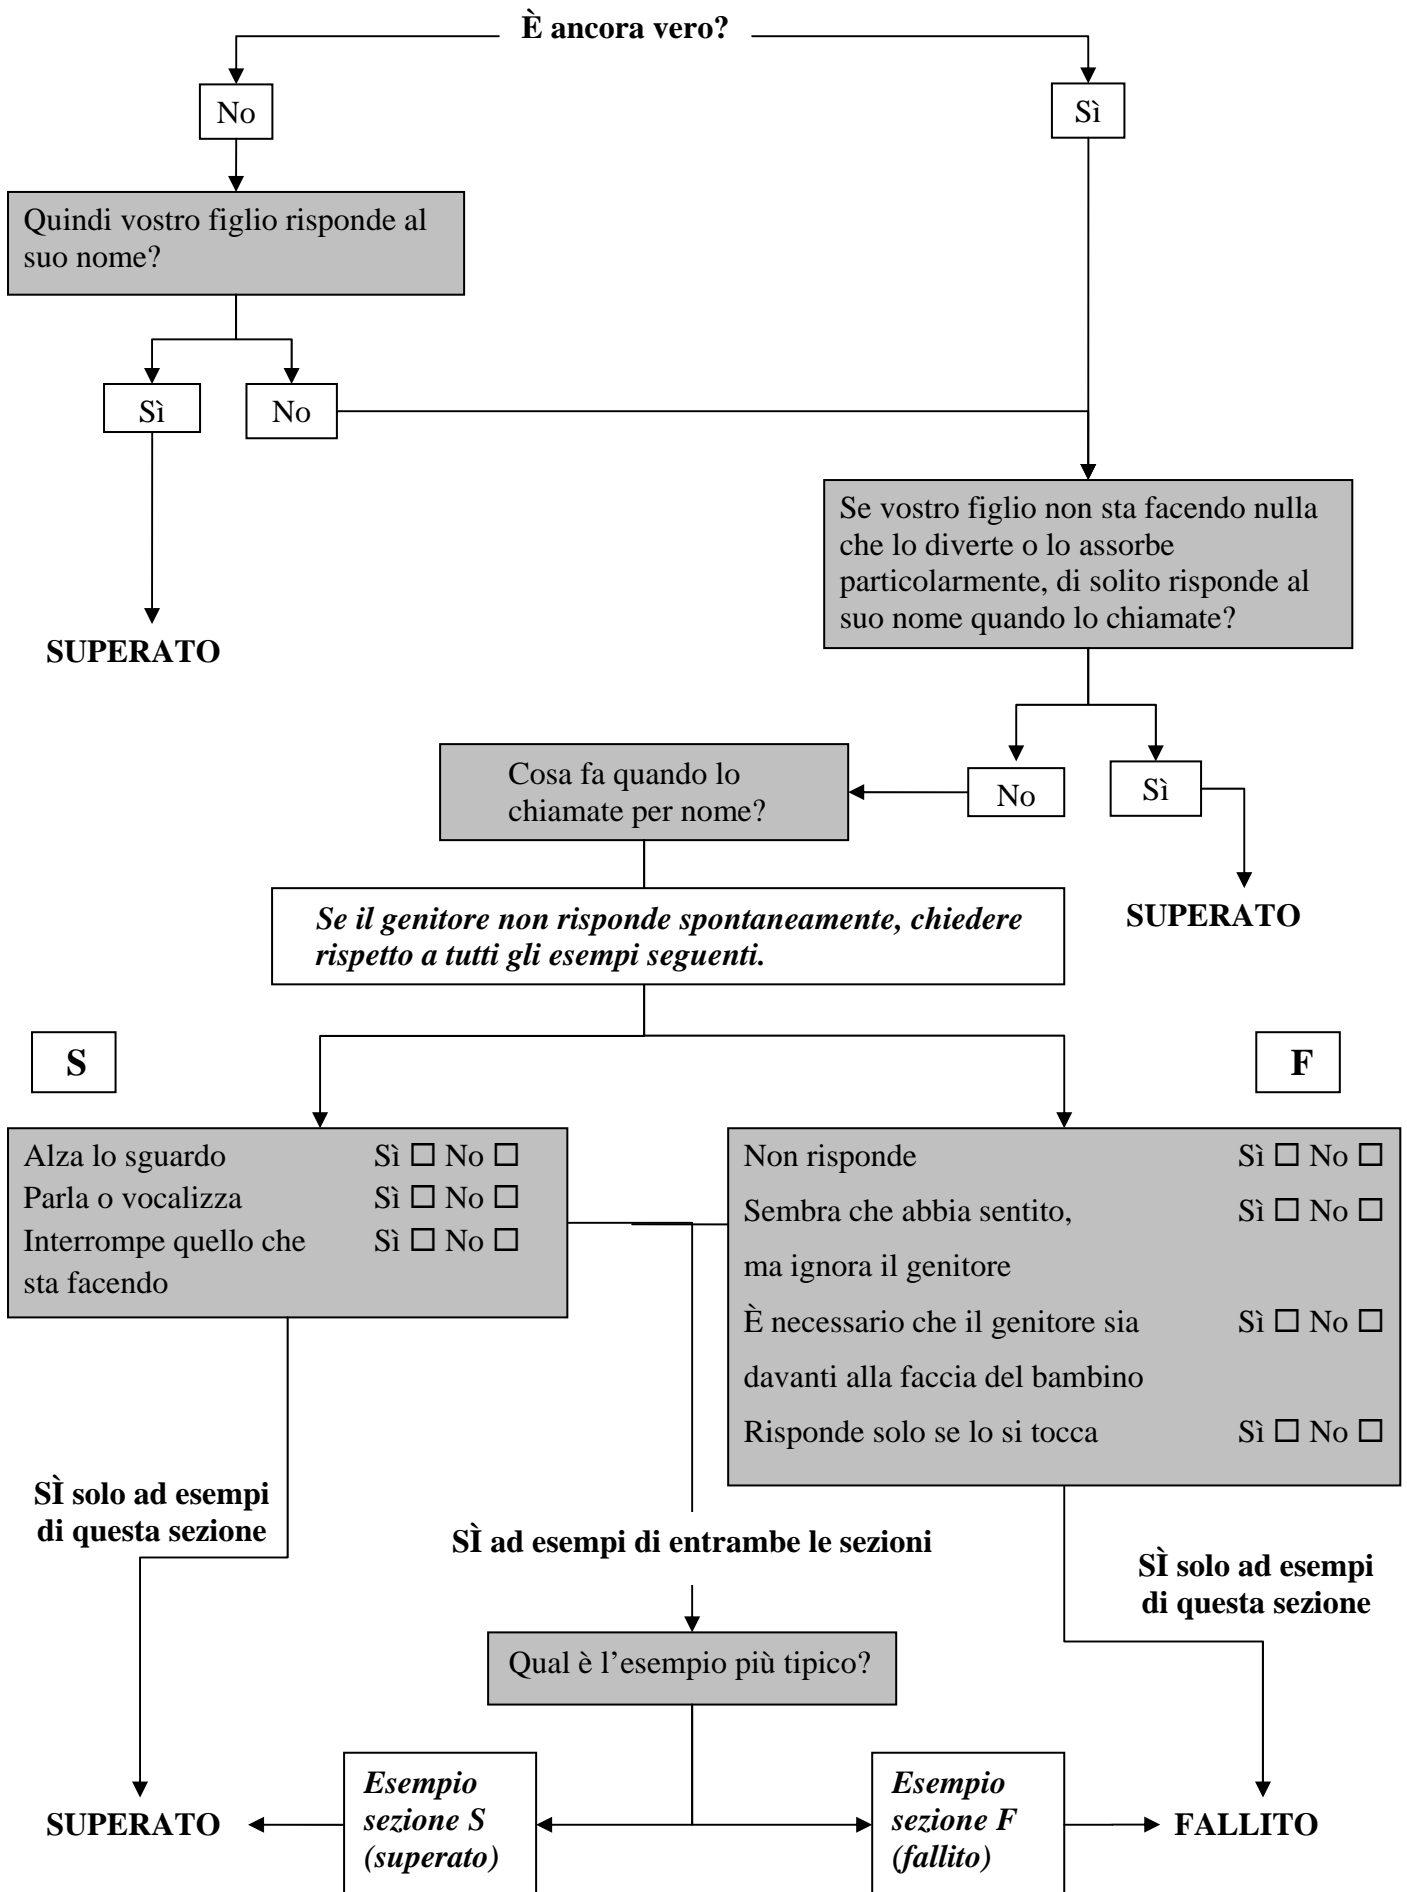 È ancora vero?
No
Sì
Quindi vostro figlio risponde al
suo nome?
Sì
No
Se vostro figlio non sta facendo nulla
che lo diverte o lo assorbe
particolarmente, di solito risponde al
suo nome quando lo chiamate?
SUPERATO
Cosa fa quando lo
chiamate per nome?
No
Sì
Se il genitore non risponde spontaneamente, chiedere
rispetto a tutti gli esempi seguenti.
SUPERATO
S
F
Alza lo sguardo Sì ☐ No ☐
Parla o vocalizza Sì ☐ No ☐
Interrompe quello che Sì ☐ No ☐
sta facendo
Non risponde Sì ☐ No ☐
Sembra che abbia sentito, Sì ☐ No ☐
ma ignora il genitore
È necessario che il genitore sia Sì ☐ No ☐
davanti alla faccia del bambino
Risponde solo se lo si tocca Sì ☐ No ☐
SÌ solo ad esempi
di questa sezione
SÌ ad esempi di entrambe le sezioni
SÌ solo ad esempi
di questa sezione
Qual è l’esempio più tipico?
SUPERATO
Esempio
sezione S
(superato)
Esempio
sezione F
(fallito)
FALLITO